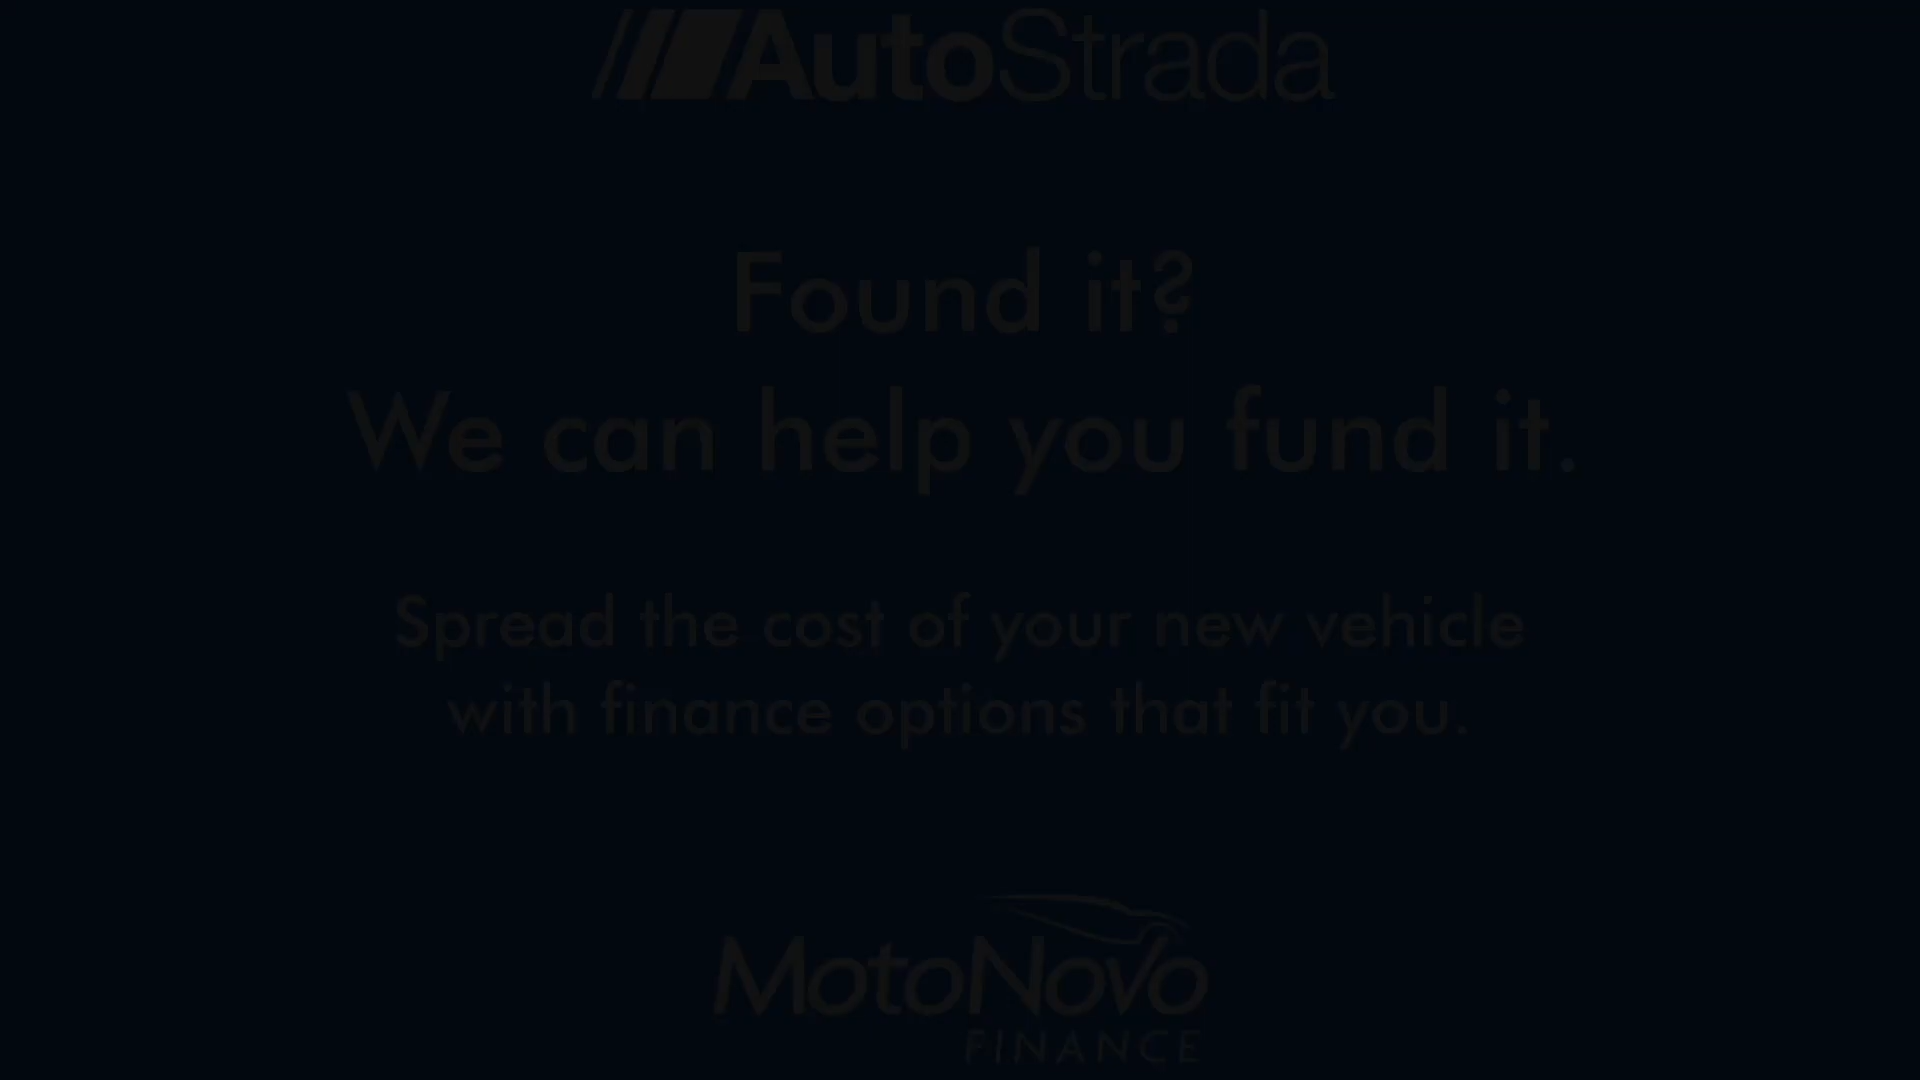 AutoStrada
Found it?
We can help you fund it.
Spread the cost of your new vehicle
with finance options that fit you.
MotoNovo
FINANCE